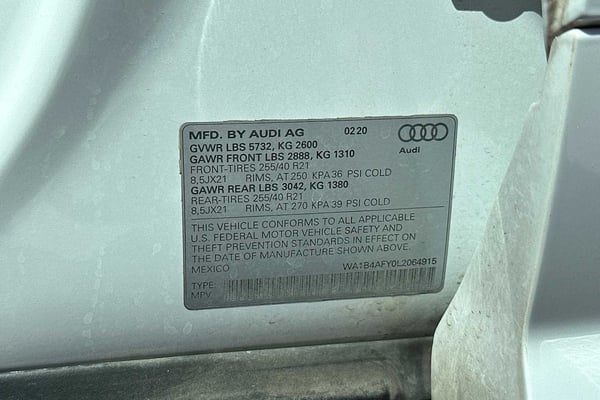 MFD. BY AUDI AG 0220
GVWR LBS 5732, KG 2600
GAWR FRONT LBS 2888, KG 1310
FRONT-TIRES 255/40 R21
8,5JX21 RIMS, AT 250 KPA 36 PSI COLD
GAWR REAR LBS 3042, KG 1380
REAR-TIRES 255/40 R21
8,5JX21 RIMS, AT 270 KPA 39 PSI COLD
Audi
THIS VEHICLE CONFORMS TO ALL APPLICABLE
U.S. FEDERAL MOTOR VEHICLE SAFETY AND
THEFT PREVENTION STANDARDS IN EFFECT ON
THE DATE OF MANUFACTURE SHOWN ABOVE.
MEXICO WA1B4AFY0L2064915
TYPE:
MPV